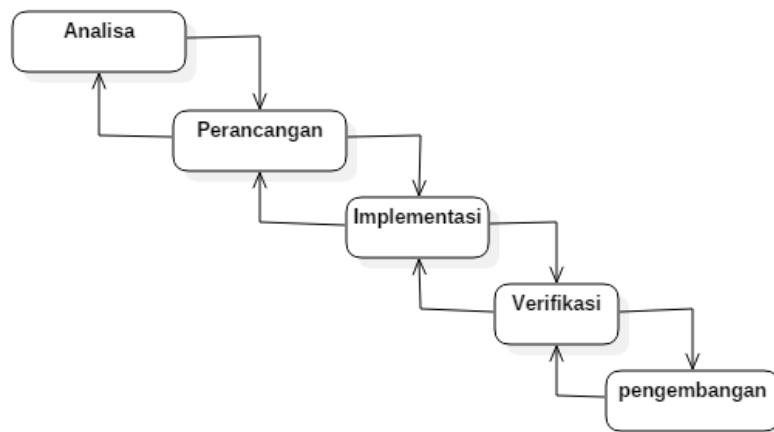 Analisa
Perancangan
Implementasi
Verifikasi
pengembangan